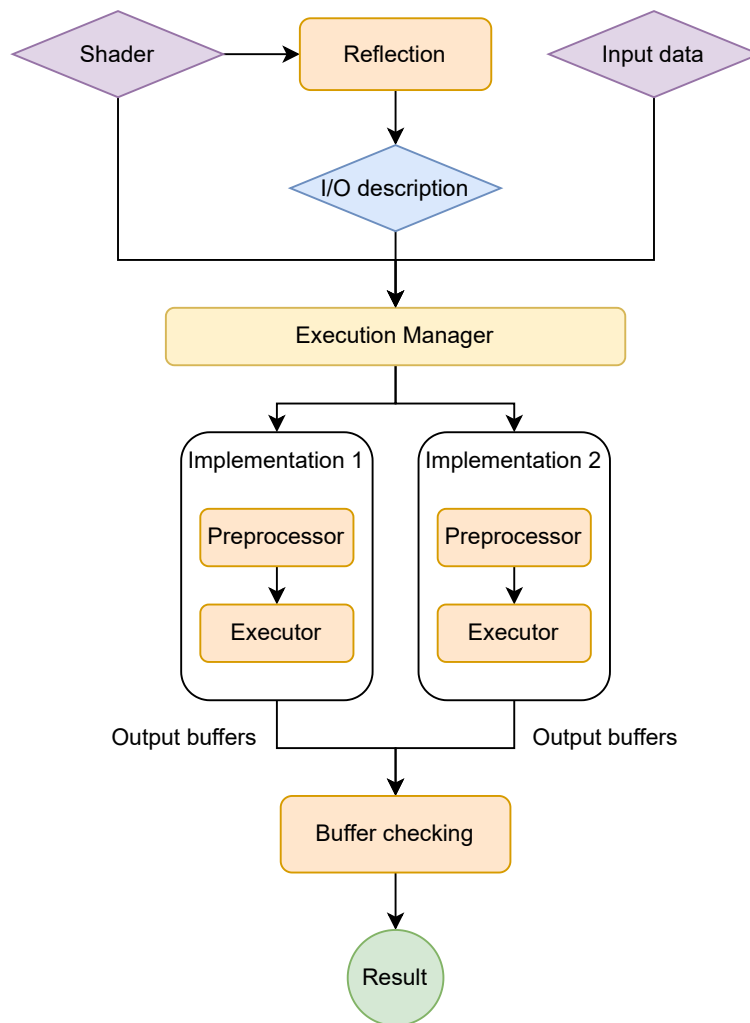 Shader
Reflection
Input data
I/O description
Execution Manager
Implementation 1
Implementation 2
Preprocessor
Preprocessor
Executor
Executor
Output buffers
Output buffers
Buffer checking
Result